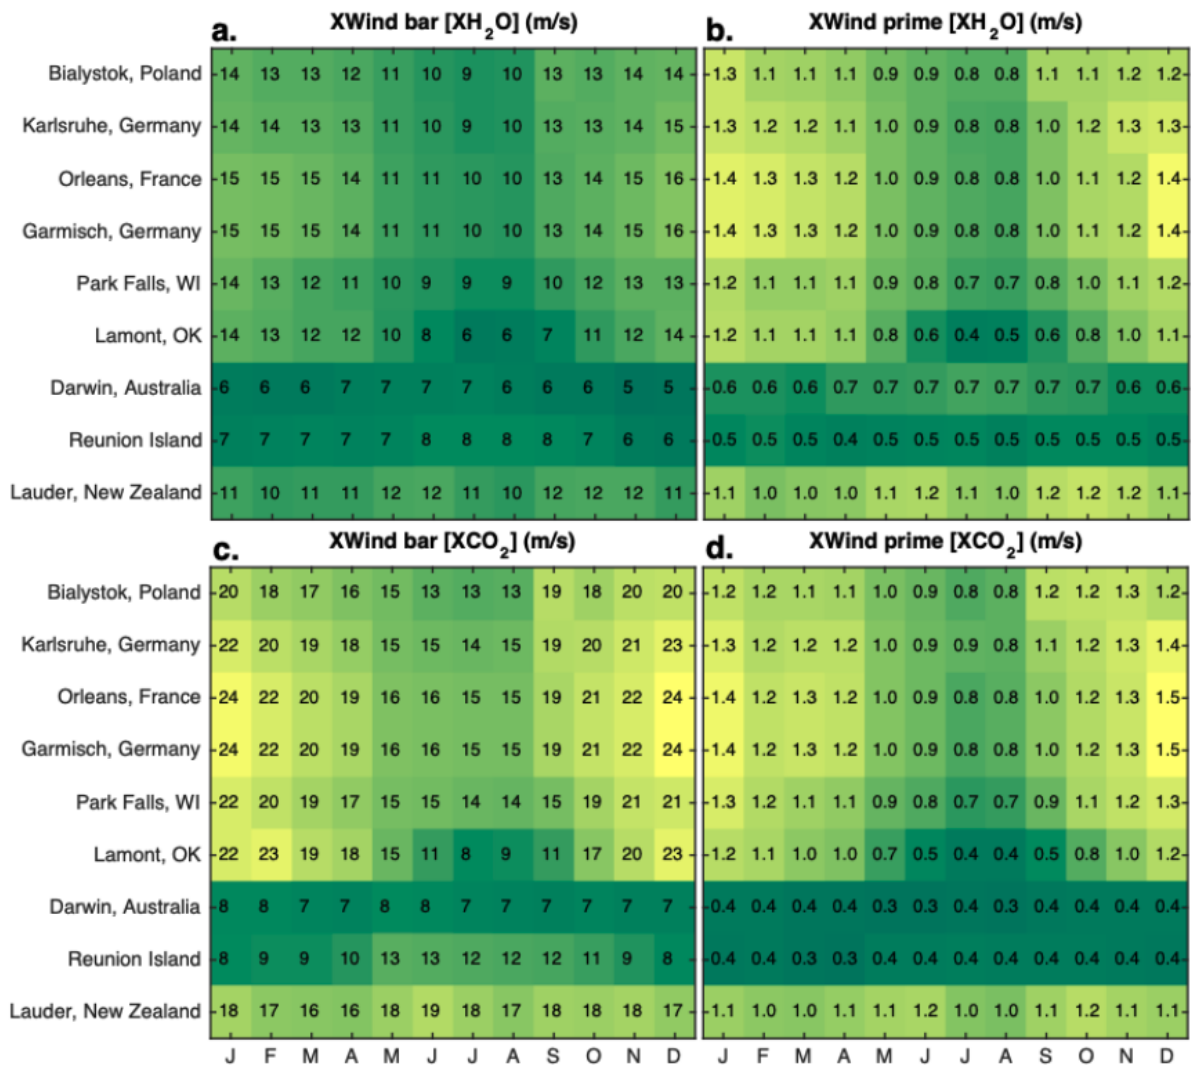 a. XWind bar [XH₂O] (m/s)
b. XWind prime [XH₂O] (m/s)
Bialystok, Poland 14 13 13 12 11 10 9 10 13 13 14 14 1.3 1.1 1.1 1.1 0.9 0.9 0.8 0.8 1.1 1.1 1.2 1.2
Karlsruhe, Germany 14 14 13 13 11 10 9 10 13 13 14 15 1.3 1.2 1.2 1.1 1.0 0.9 0.8 0.8 1.0 1.2 1.3 1.3
Orleans, France 15 15 15 14 11 11 10 10 13 14 15 16 1.4 1.3 1.3 1.2 1.0 0.9 0.8 0.8 1.0 1.1 1.2 1.4
Garmisch, Germany 15 15 15 14 11 11 10 10 13 14 15 16 1.4 1.3 1.3 1.2 1.0 0.9 0.8 0.8 1.0 1.1 1.2 1.4
Park Falls, WI 14 13 12 11 10 9 9 9 10 12 13 13 1.2 1.1 1.1 1.1 0.9 0.8 0.7 0.7 0.8 1.0 1.1 1.2
Lamont, OK 14 13 12 12 10 8 6 6 7 11 12 14 1.2 1.1 1.1 1.1 0.8 0.6 0.4 0.5 0.6 0.8 1.0 1.1
Darwin, Australia 6 6 6 7 7 7 7 6 6 6 5 5 0.6 0.6 0.6 0.7 0.7 0.7 0.7 0.7 0.7 0.7 0.6 0.6
Reunion Island 7 7 7 7 7 8 8 8 8 7 6 6 0.5 0.5 0.5 0.4 0.5 0.5 0.5 0.5 0.5 0.5 0.5 0.5
Lauder, New Zealand 11 10 11 11 12 12 11 10 12 12 12 11 1.1 1.0 1.0 1.0 1.1 1.2 1.1 1.0 1.2 1.2 1.2 1.1
c. XWind bar [XCO₂] (m/s)
d. XWind prime [XCO₂] (m/s)
Bialystok, Poland 20 18 17 16 15 13 13 13 19 18 20 20 1.2 1.2 1.1 1.1 1.0 0.9 0.8 0.8 1.2 1.2 1.3 1.2
Karlsruhe, Germany 22 20 19 18 15 15 14 15 19 20 21 23 1.3 1.2 1.2 1.2 1.0 0.9 0.9 0.8 1.1 1.2 1.3 1.4
Orleans, France 24 22 20 19 16 16 15 15 19 21 22 24 1.4 1.2 1.3 1.2 1.0 0.9 0.8 0.8 1.0 1.2 1.3 1.5
Garmisch, Germany 24 22 20 19 16 16 15 15 19 21 22 24 1.4 1.2 1.3 1.2 1.0 0.9 0.8 0.8 1.0 1.2 1.3 1.5
Park Falls, WI 22 20 19 17 15 15 14 14 15 19 21 21 1.3 1.2 1.1 1.1 0.9 0.8 0.7 0.7 0.9 1.1 1.2 1.3
Lamont, OK 22 23 19 18 15 11 8 9 11 17 20 23 1.2 1.1 1.0 1.0 0.7 0.5 0.4 0.4 0.5 0.8 1.0 1.2
Darwin, Australia 8 8 7 7 8 8 7 7 7 7 7 7 0.4 0.4 0.4 0.4 0.3 0.3 0.4 0.3 0.4 0.4 0.4 0.4
Reunion Island 8 9 9 10 13 13 12 12 12 11 9 8 0.4 0.4 0.3 0.3 0.4 0.4 0.4 0.4 0.4 0.4 0.4 0.4
Lauder, New Zealand 18 17 16 16 18 19 18 17 18 18 18 17 1.1 1.0 1.0 1.1 1.1 1.2 1.0 1.0 1.1 1.2 1.1 1.1
J F M A M J J A S O N D J F M A M J J A S O N D